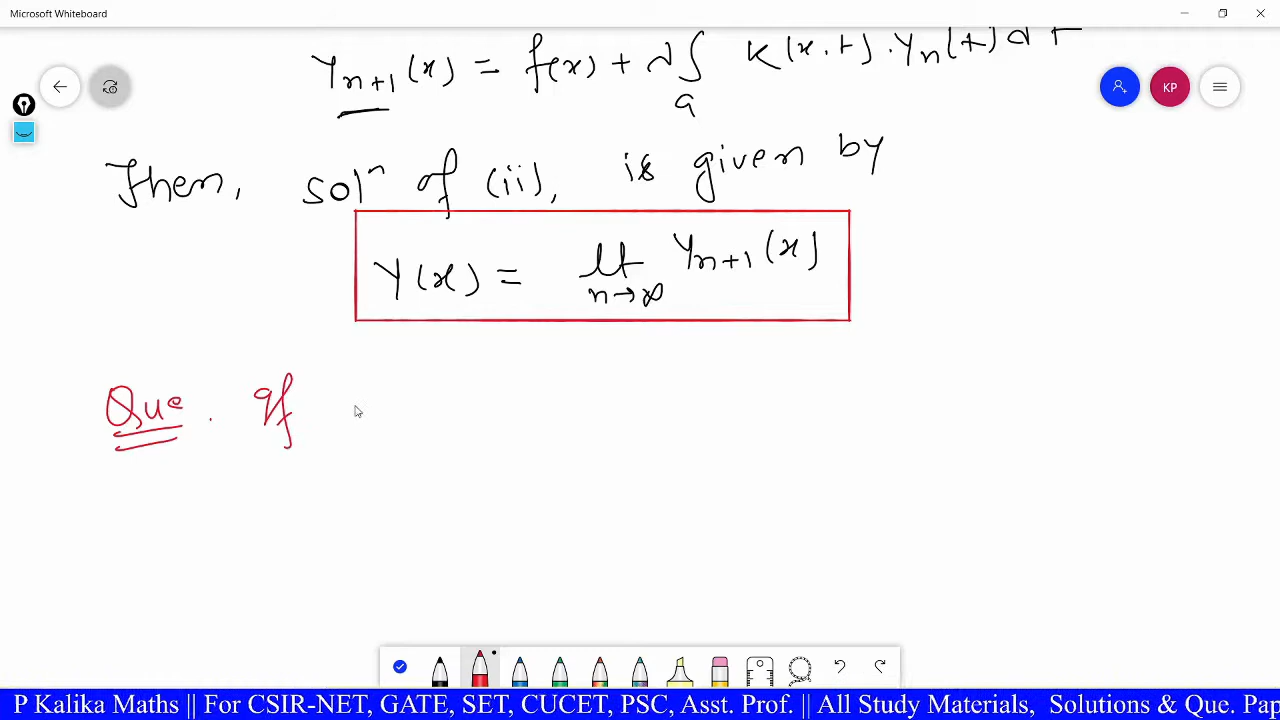 Microsoft Whiteboard
Yn+1 (x) = f(x) + λ∫a K(x.t).Yn(t)dt
KP
Then, solⁿ of (ii), is given by
Y(x) = lt n→∞ Yn+1(x)
Que. If
P Kalika Maths || For CSIR-NET, GATE, SET, CUCET, PSC, Asst. Prof. || All Study Materials, Solutions & Que. Pap